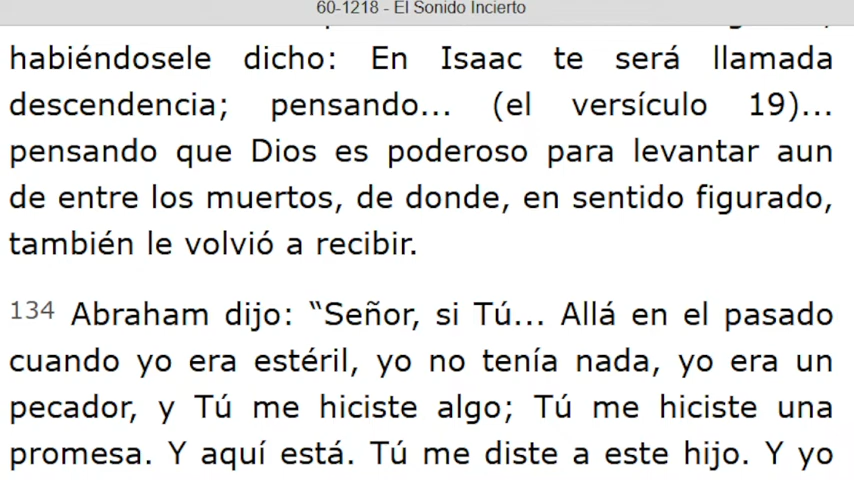 60-1218 - El Sonido Incierto
habiéndosele dicho: En Isaac te será llamada
descendencia; pensando... (el versículo 19)...
pensando que Dios es poderoso para levantar aun
de entre los muertos, de donde, en sentido figurado,
también le volvió a recibir.
134 Abraham dijo: “Señor, si Tú... Allá en el pasado
cuando yo era estéril, yo no tenía nada, yo era un
pecador, y Tú me hiciste algo; Tú me hiciste una
promesa. Y aquí está. Tú me diste a este hijo. Y yo